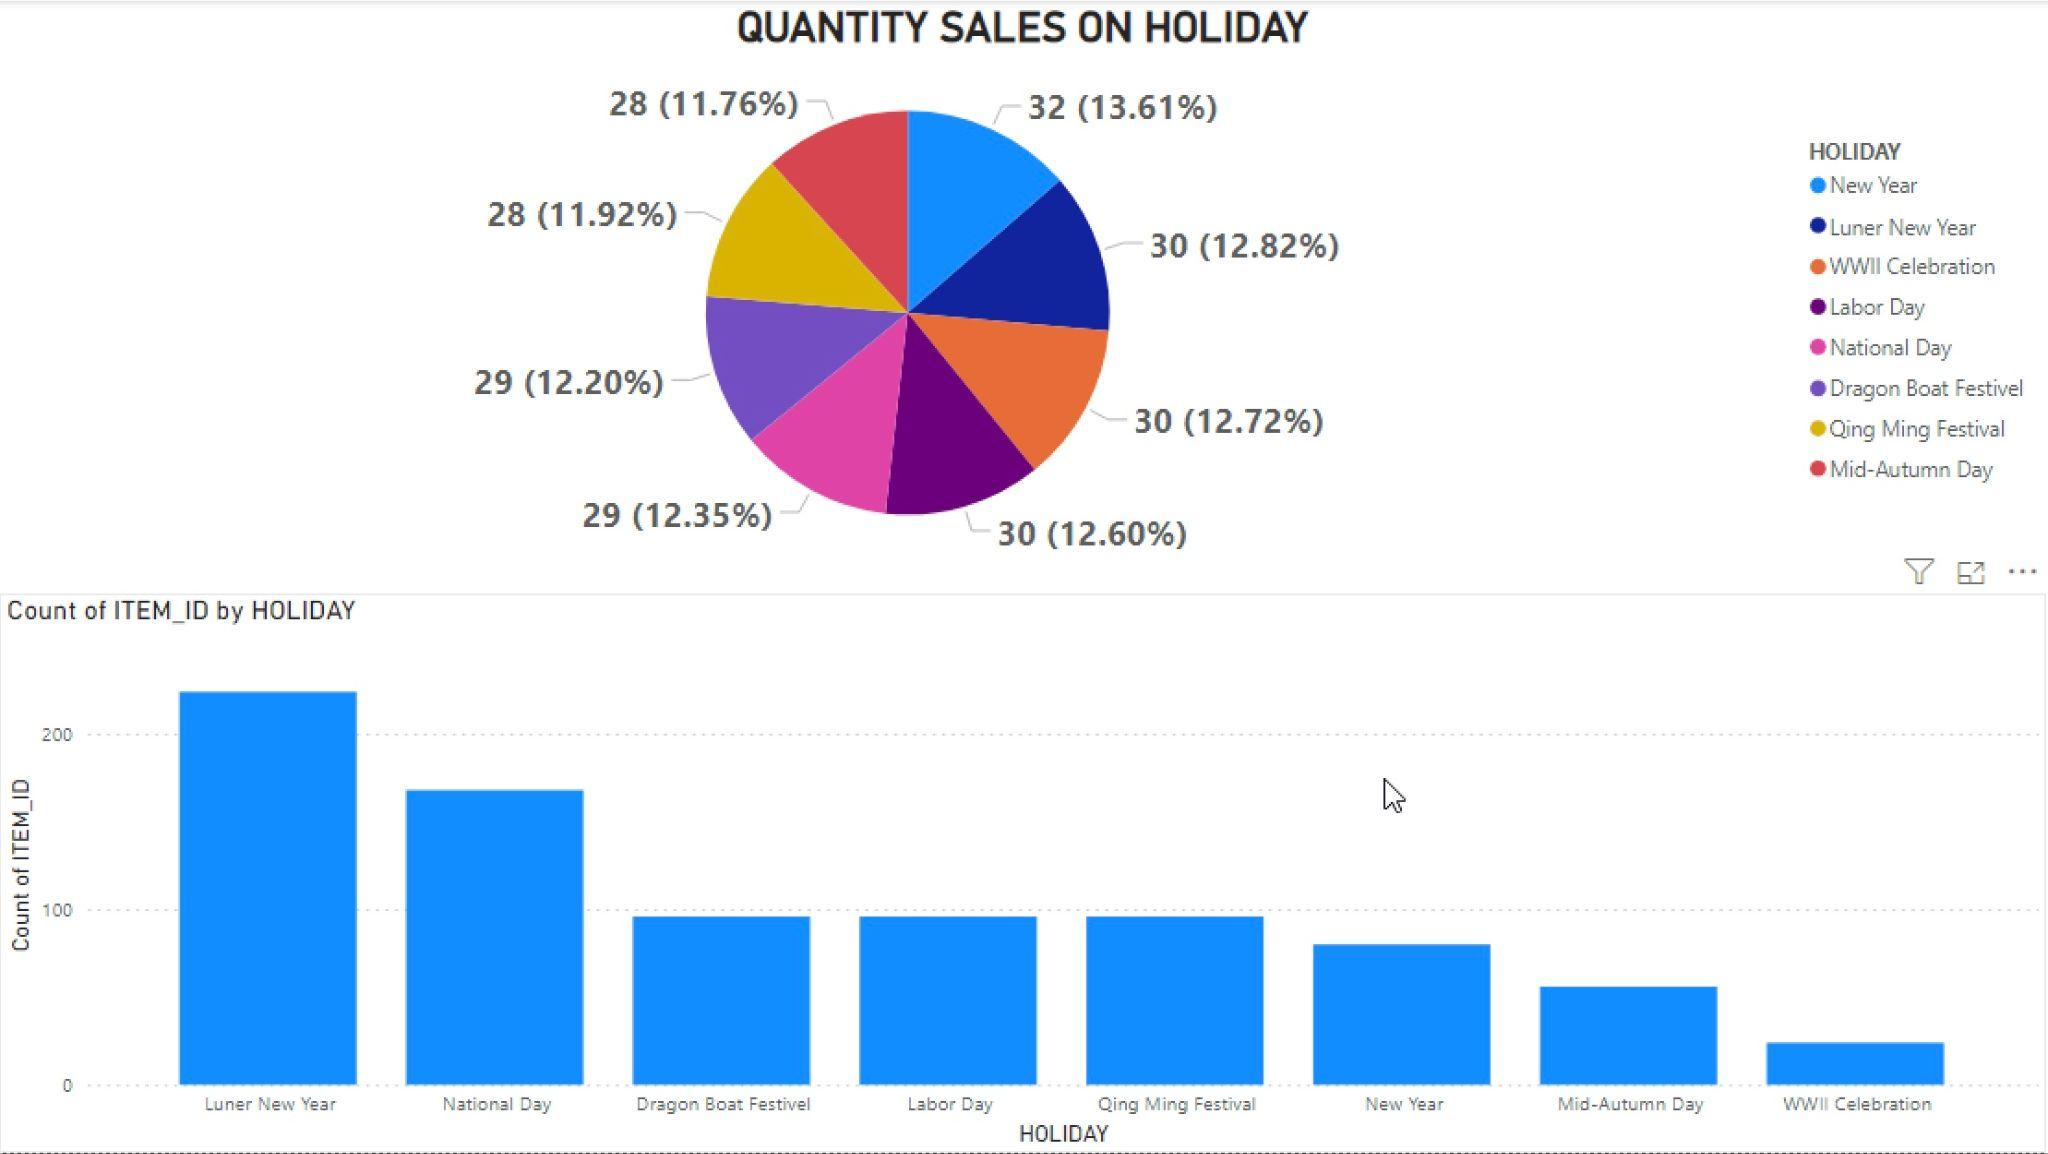 QUANTITY SALES ON HOLIDAY
28 (11.76%)
32 (13.61%)
28 (11.92%)
30 (12.82%)
29 (12.20%)
30 (12.72%)
29 (12.35%)
30 (12.60%)
HOLIDAY
New Year
Luner New Year
WWII Celebration
Labor Day
National Day
Dragon Boat Festivel
Qing Ming Festival
Mid-Autumn Day
Count of ITEM_ID by HOLIDAY
Count of ITEM_ID
200
100
0
Luner New Year
National Day
Dragon Boat Festivel
Labor Day
Qing Ming Festival
New Year
Mid-Autumn Day
WWII Celebration
HOLIDAY